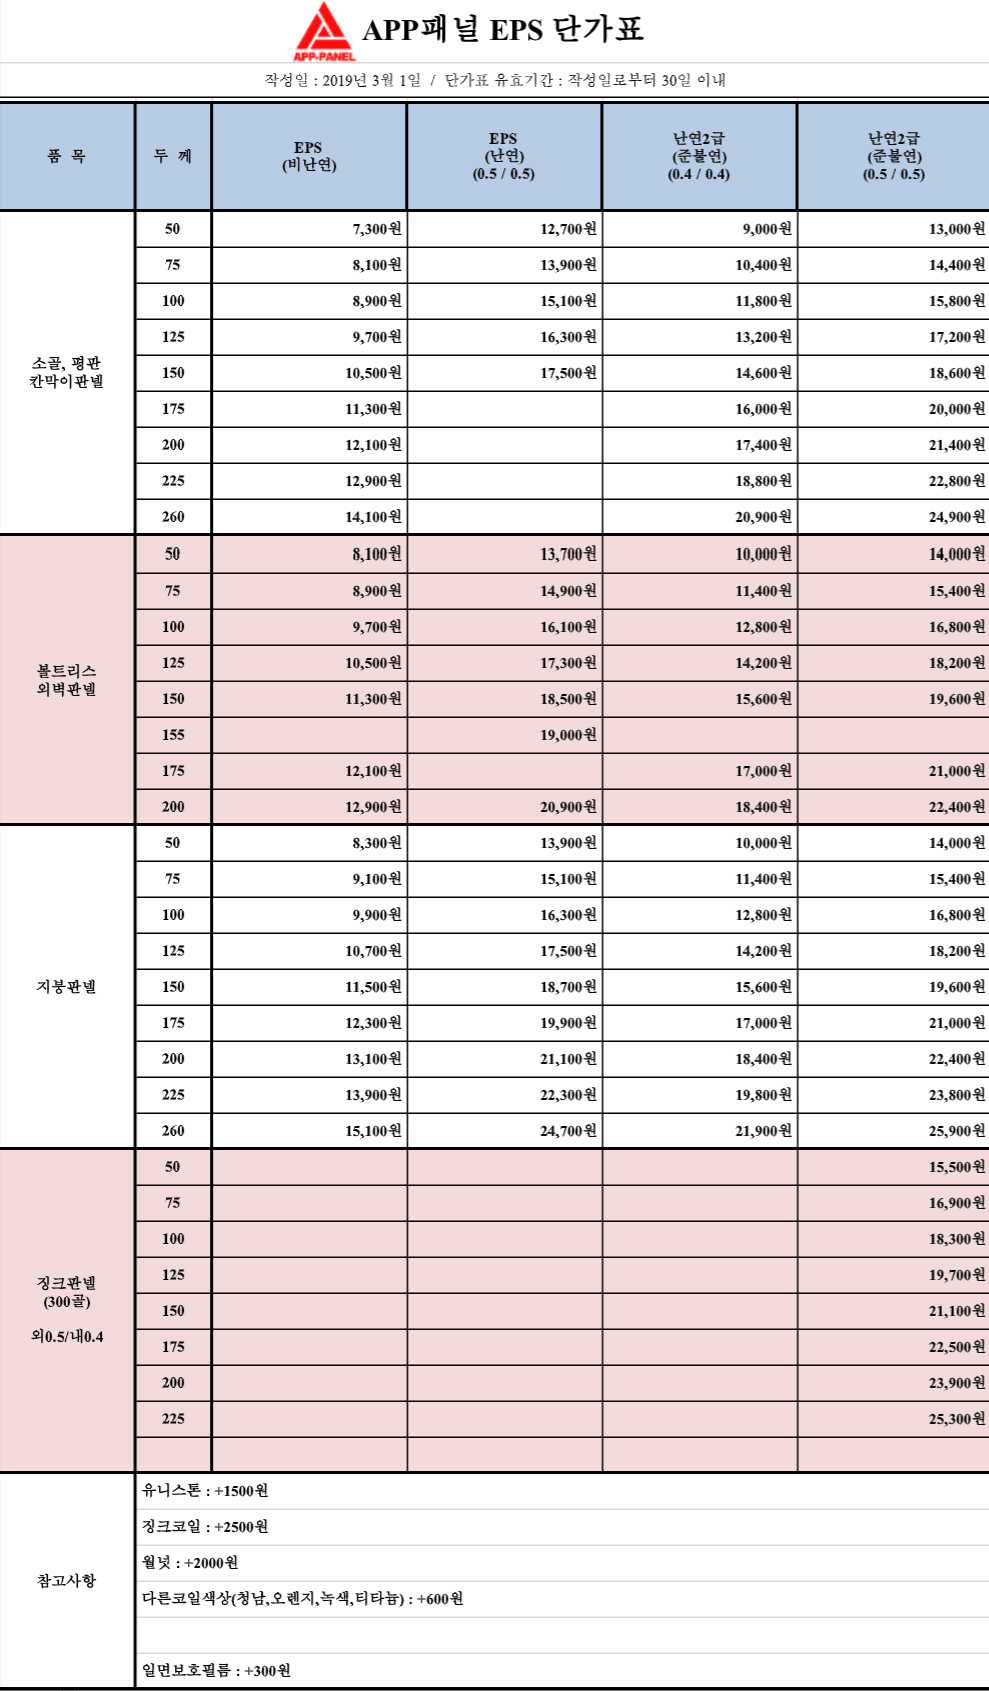 APP-PANEL
APP패널 EPS 단가표
작성일 : 2019년 3월 1일 / 단가표 유효기간 : 작성일로부터 30일 이내
품 목 두 께 EPS (비난연) EPS (난연) (0.5 / 0.5) 난연2급 (준불연) (0.4 / 0.4) 난연2급 (준불연) (0.5 / 0.5)
소골, 평판
칸막이판넬
50 7,300원 12,700원 9,000원 13,000원
75 8,100원 13,900원 10,400원 14,400원
100 8,900원 15,100원 11,800원 15,800원
125 9,700원 16,300원 13,200원 17,200원
150 10,500원 17,500원 14,600원 18,600원
175 11,300원 16,000원 20,000원
200 12,100원 17,400원 21,400원
225 12,900원 18,800원 22,800원
260 14,100원 20,900원 24,900원
볼트리스
외벽판넬
50 8,100원 13,700원 10,000원 14,000원
75 8,900원 14,900원 11,400원 15,400원
100 9,700원 16,100원 12,800원 16,800원
125 10,500원 17,300원 14,200원 18,200원
150 11,300원 18,500원 15,600원 19,600원
155 19,000원
175 12,100원 17,000원 21,000원
200 12,900원 20,900원 18,400원 22,400원
지붕판넬
50 8,300원 13,900원 10,000원 14,000원
75 9,100원 15,100원 11,400원 15,400원
100 9,900원 16,300원 12,800원 16,800원
125 10,700원 17,500원 14,200원 18,200원
150 11,500원 18,700원 15,600원 19,600원
175 12,300원 19,900원 17,000원 21,000원
200 13,100원 21,100원 18,400원 22,400원
225 13,900원 22,300원 19,800원 23,800원
260 15,100원 24,700원 21,900원 25,900원
징크판넬
(300골)
외0.5/내0.4
50 15,500원
75 16,900원
100 18,300원
125 19,700원
150 21,100원
175 22,500원
200 23,900원
225 25,300원
참고사항
유니스톤 : +1500원
징크코일 : +2500원
월넛 : +2000원
다른코일색상(청남,오렌지,녹색,티타늄) : +600원
일면보호필름 : +300원